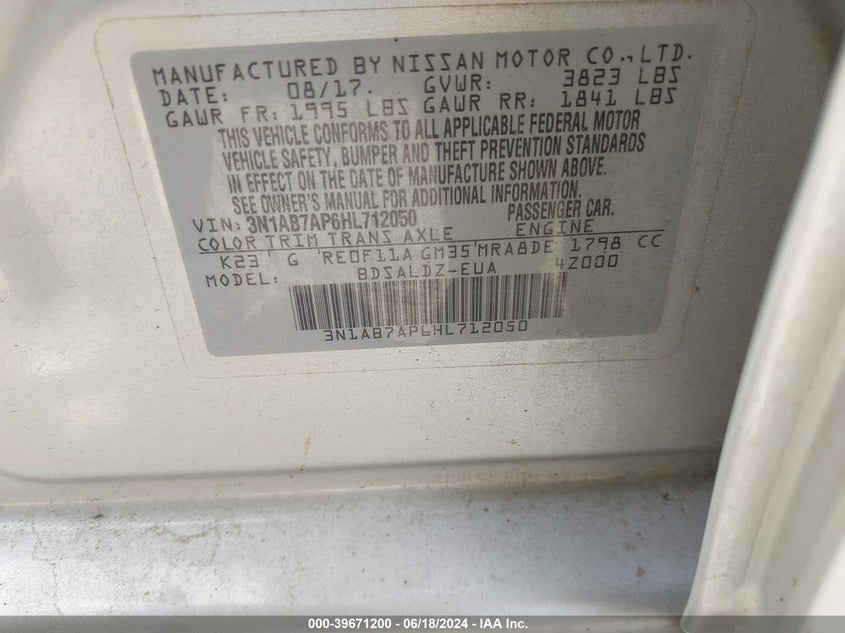 MANUFACTURED BY NISSAN MOTOR CO., LTD.
DATE: 08/17. GVWR: 3823 LBS
GAWR FR: 1995 LBS GAWR RR: 1841 LBS
THIS VEHICLE CONFORMS TO ALL APPLICABLE FEDERAL MOTOR
VEHICLE SAFETY, BUMPER AND THEFT PREVENTION STANDARDS
IN EFFECT ON THE DATE OF MANUFACTURE SHOWN ABOVE.
SEE OWNER'S MANUAL FOR ADDITIONAL INFORMATION.
VIN: 3N1AB7AP6HL712050 PASSENGER CAR.
COLOR TRIM TRANS AXLE ENGINE
K23 G RE0F11A GM35 MRA8DE 1798 CC
MODEL: BDSALDZ-EUA 4Z000
3N1AB7AP6HL712050
000-39671200 - 06/18/2024 - IAA Inc.